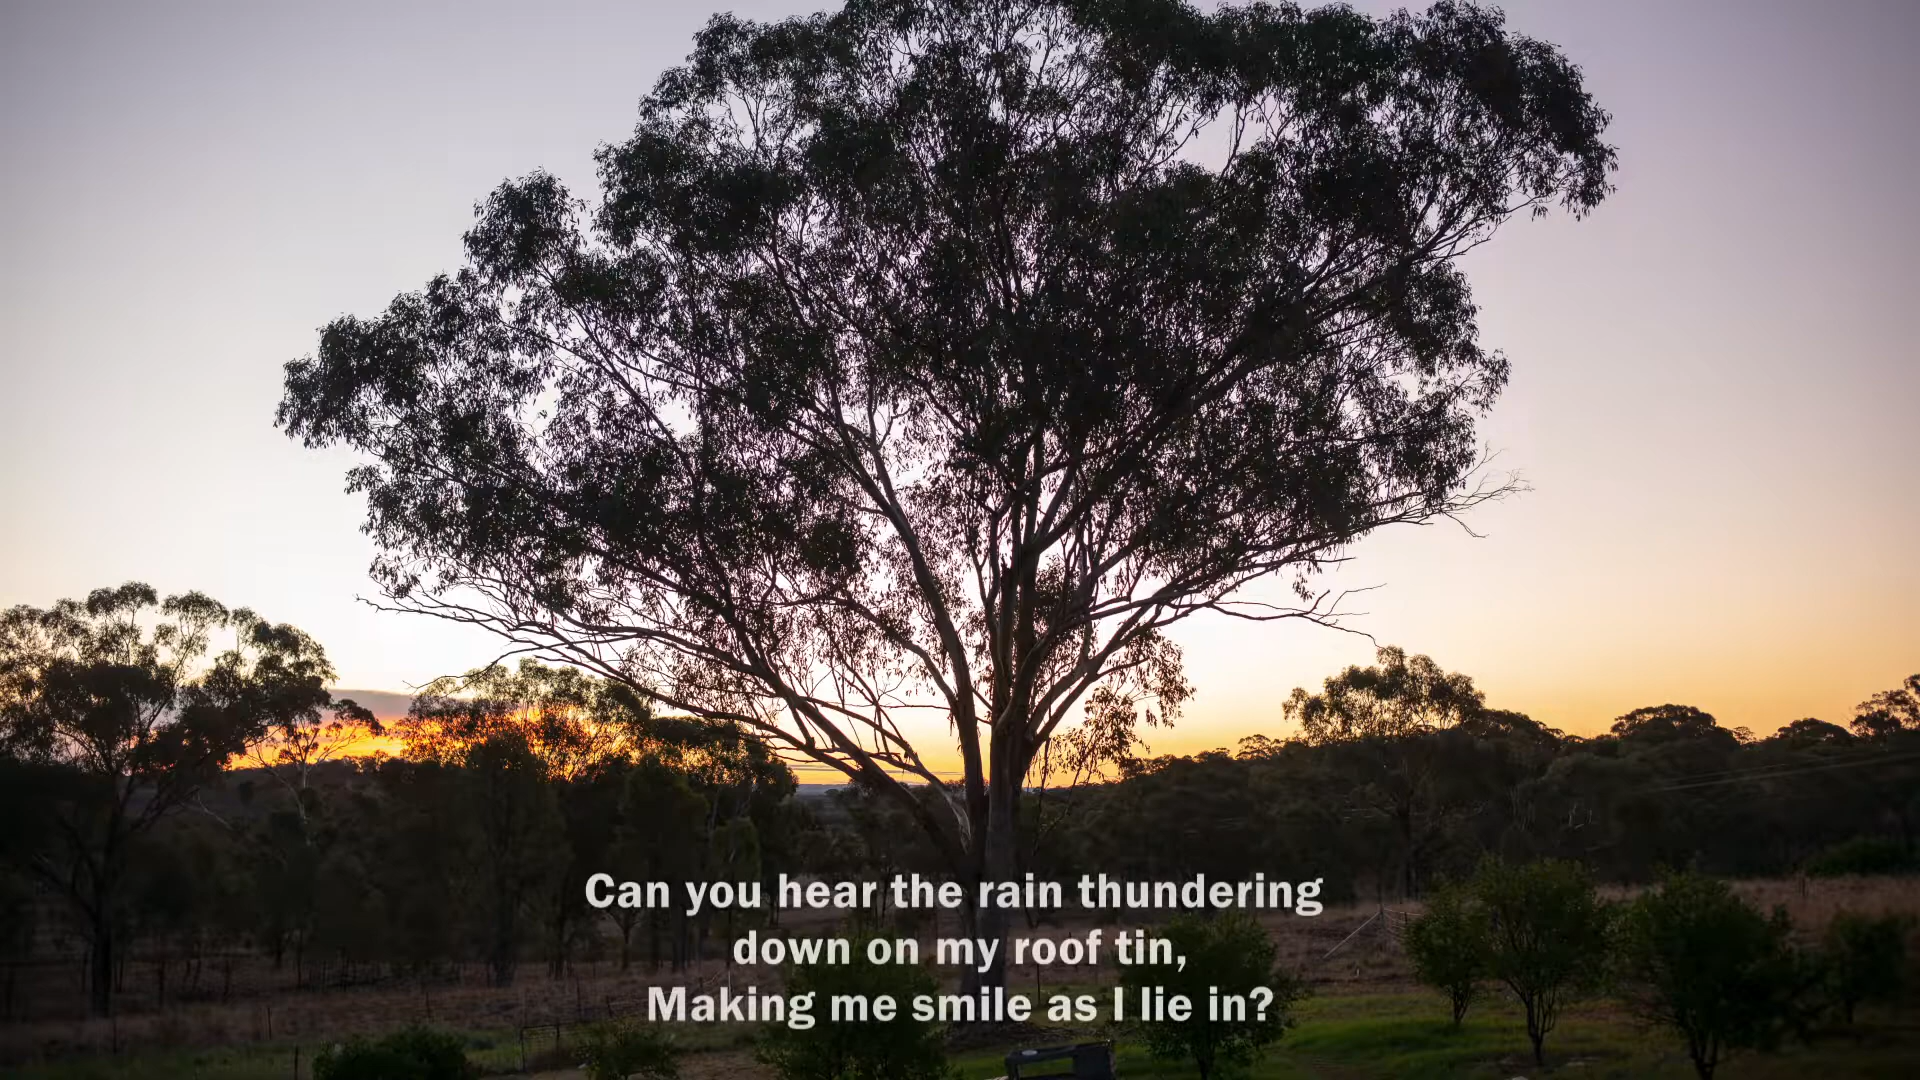 Can you hear the rain thundering
down on my roof tin,
Making me smile as I lie in?